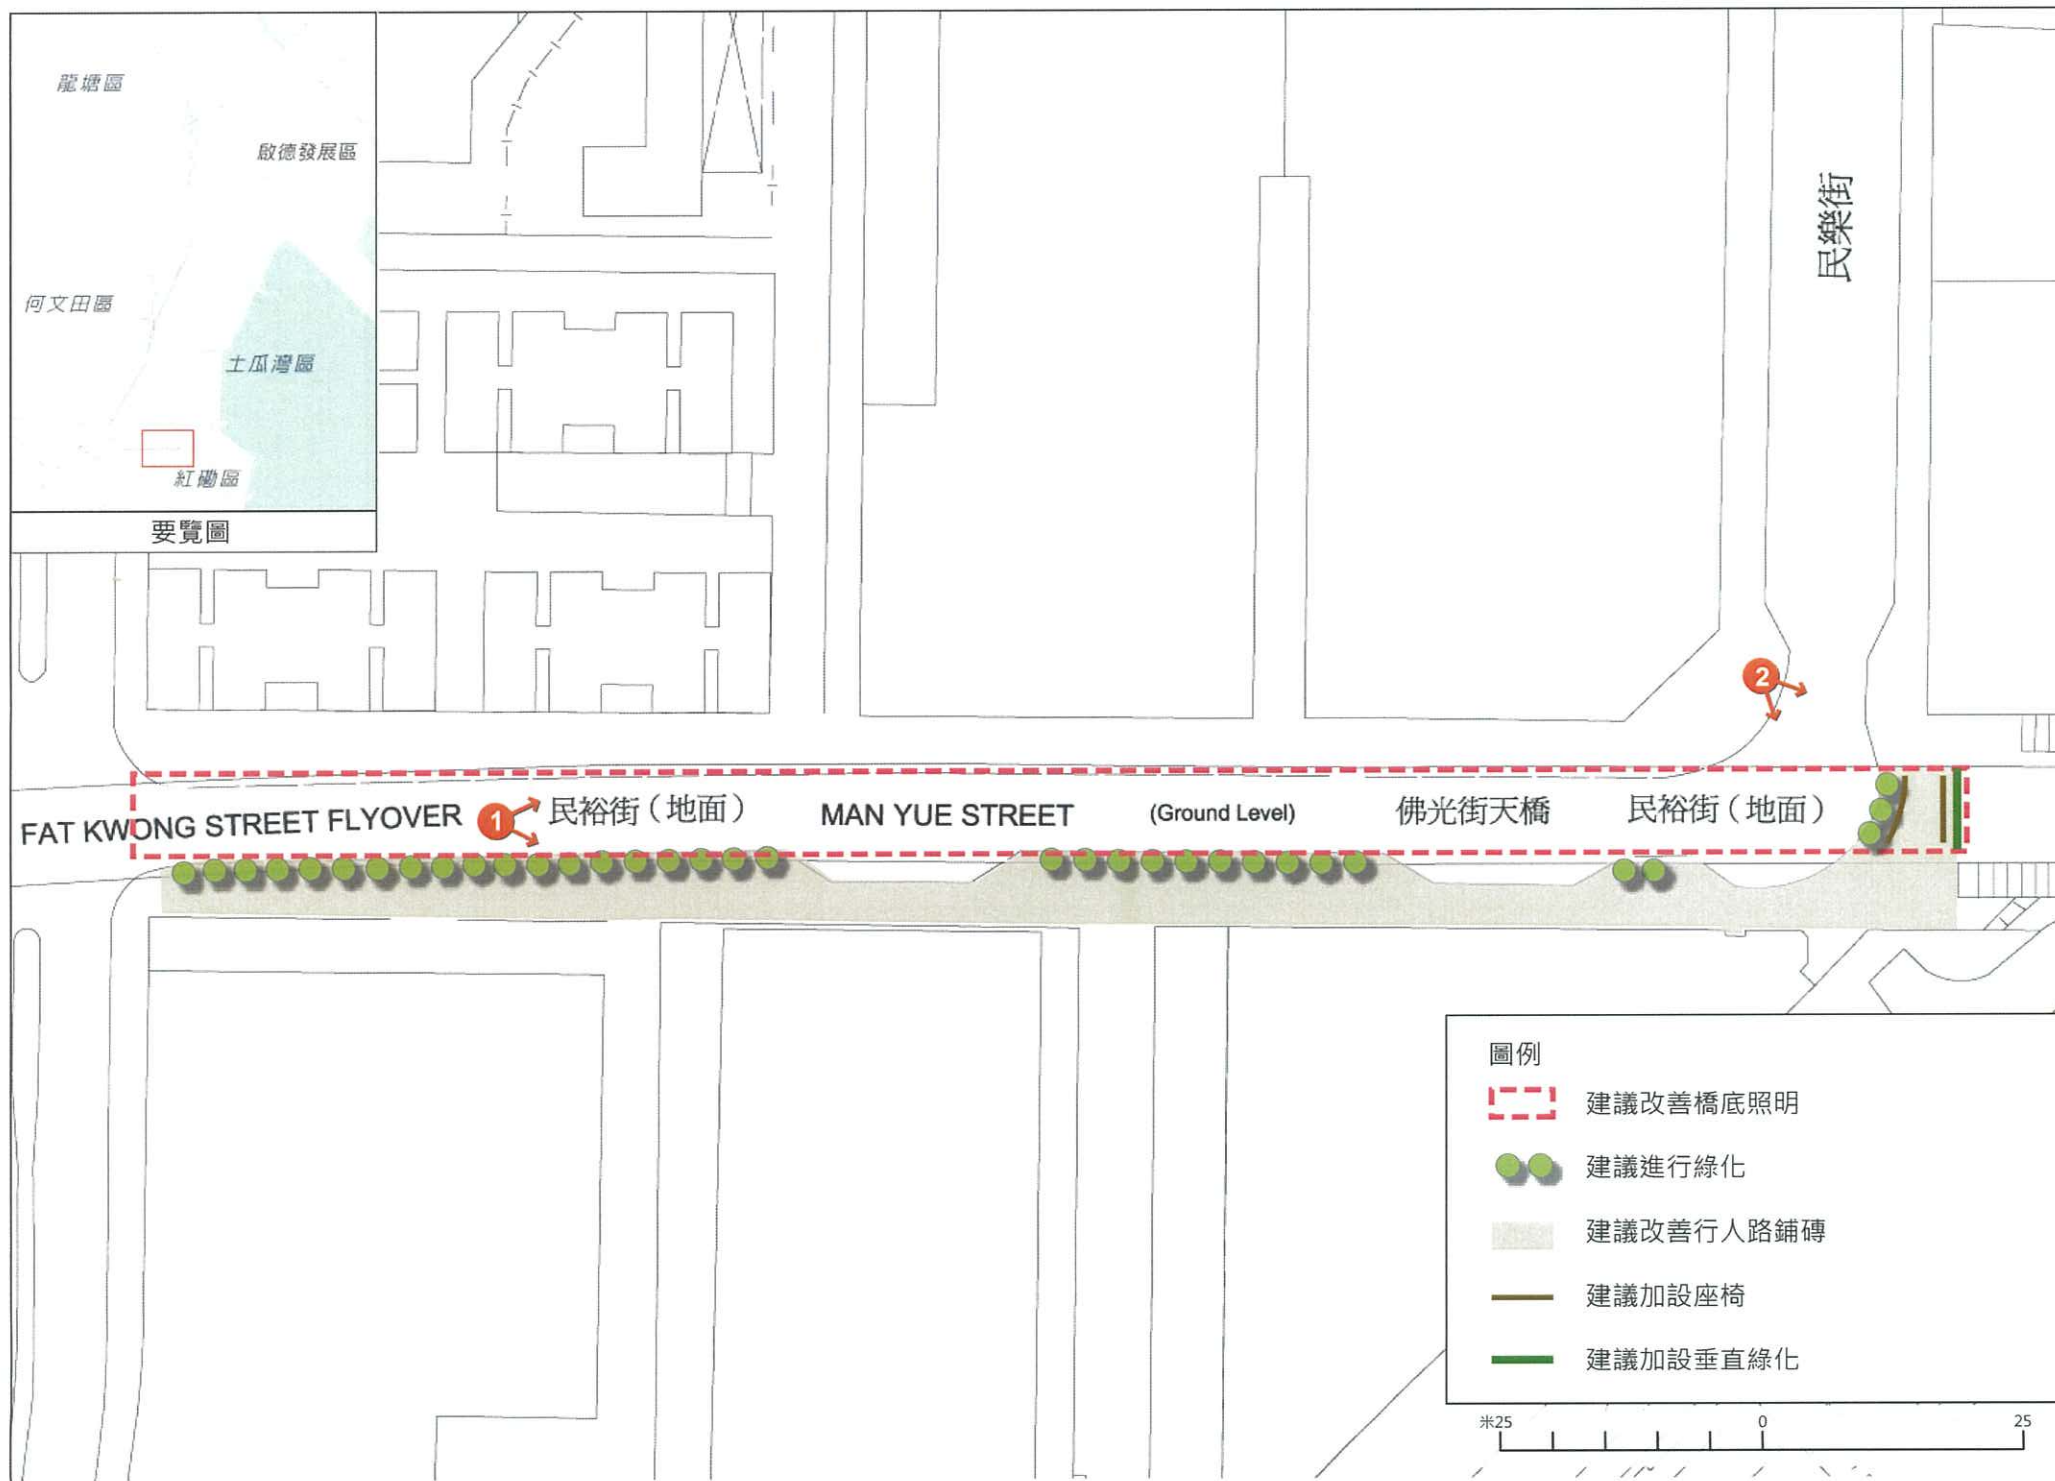 龍塘區
啟德發展區
何文田區
土瓜灣區
紅磡區
要覽圖
民樂街
2
FAT KWONG STREET FLYOVER
1
民裕街(地面)
MAN YUE STREET
(Ground Level)
佛光街天橋
民裕街(地面)
圖例
建議改善橋底照明
建議進行綠化
建議改善行人路鋪磚
建議加設座椅
建議加設垂直綠化
米25 0 25